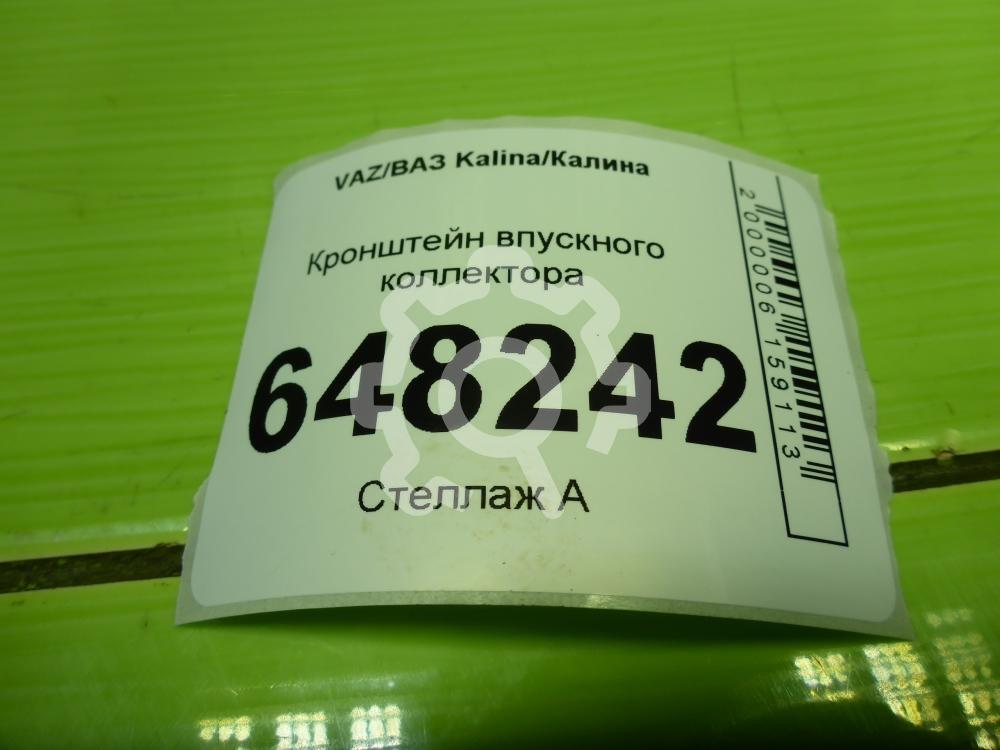 VAZ/ВАЗ Kalina/Калина
Кронштейн впускного
коллектора
648242
Стеллаж А
2000006159113